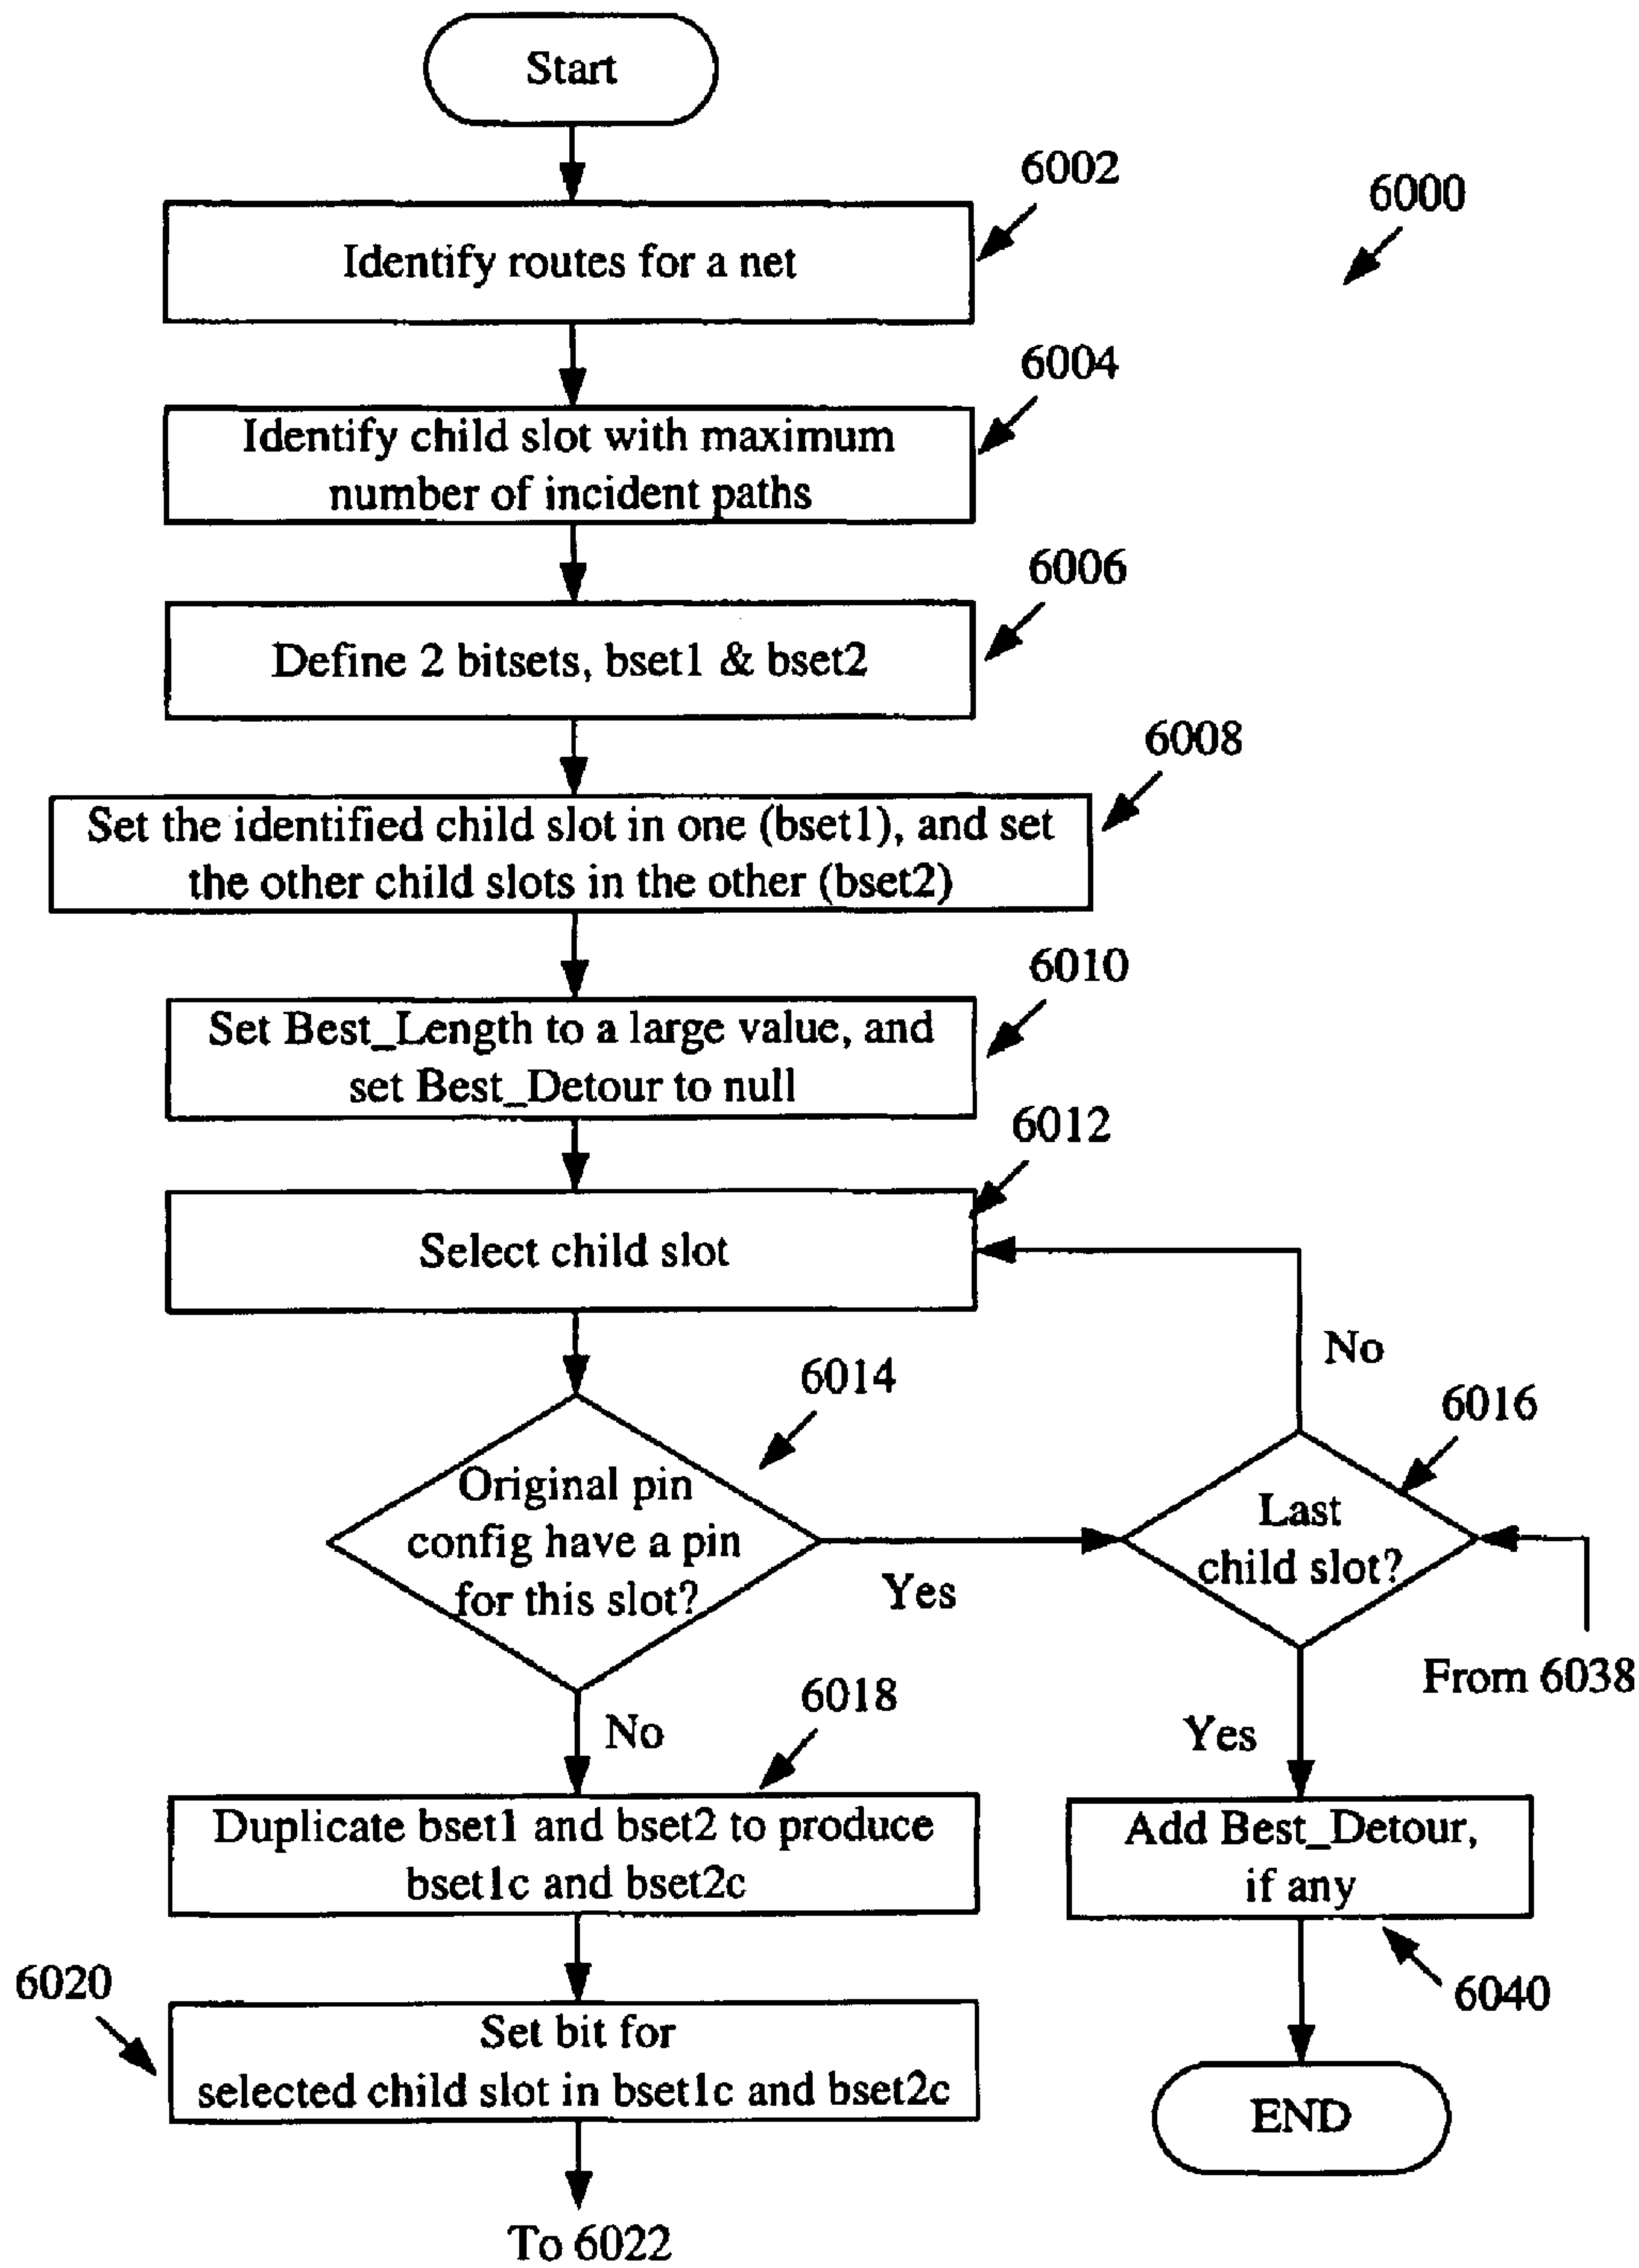 Start
6002
6000
Identify routes for a net
6004
Identify child slot with maximum
number of incident paths
6006
Define 2 bitsets, bset1 & bset2
6008
Set the identified child slot in one (bset1), and set
the other child slots in the other (bset2)
6010
Set Best_Length to a large value, and
set Best_Detour to null
6012
Select child slot
No
6014
6016
Original pin
config have a pin
for this slot?
Yes
Last
child slot?
From 6038
6018
No
Yes
Duplicate bset1 and bset2 to produce
bset1c and bset2c
Add Best_Detour,
if any
6020
6040
Set bit for
selected child slot in bset1c and bset2c
END
To 6022